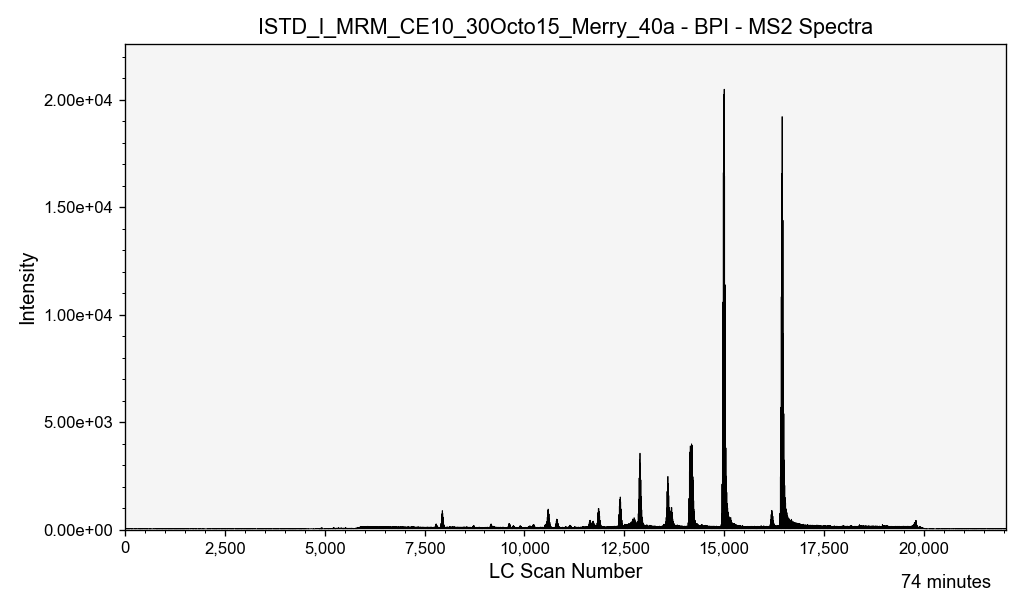 ISTD_I_MRM_CE10_30Octo15_Merry_40a - BPI - MS2 Spectra
2.00e+04
1.50e+04
1.00e+04
5.00e+03
0.00e+00
Intensity
0
2,500
5,000
7,500
10,000
12,500
15,000
17,500
20,000
LC Scan Number
74 minutes